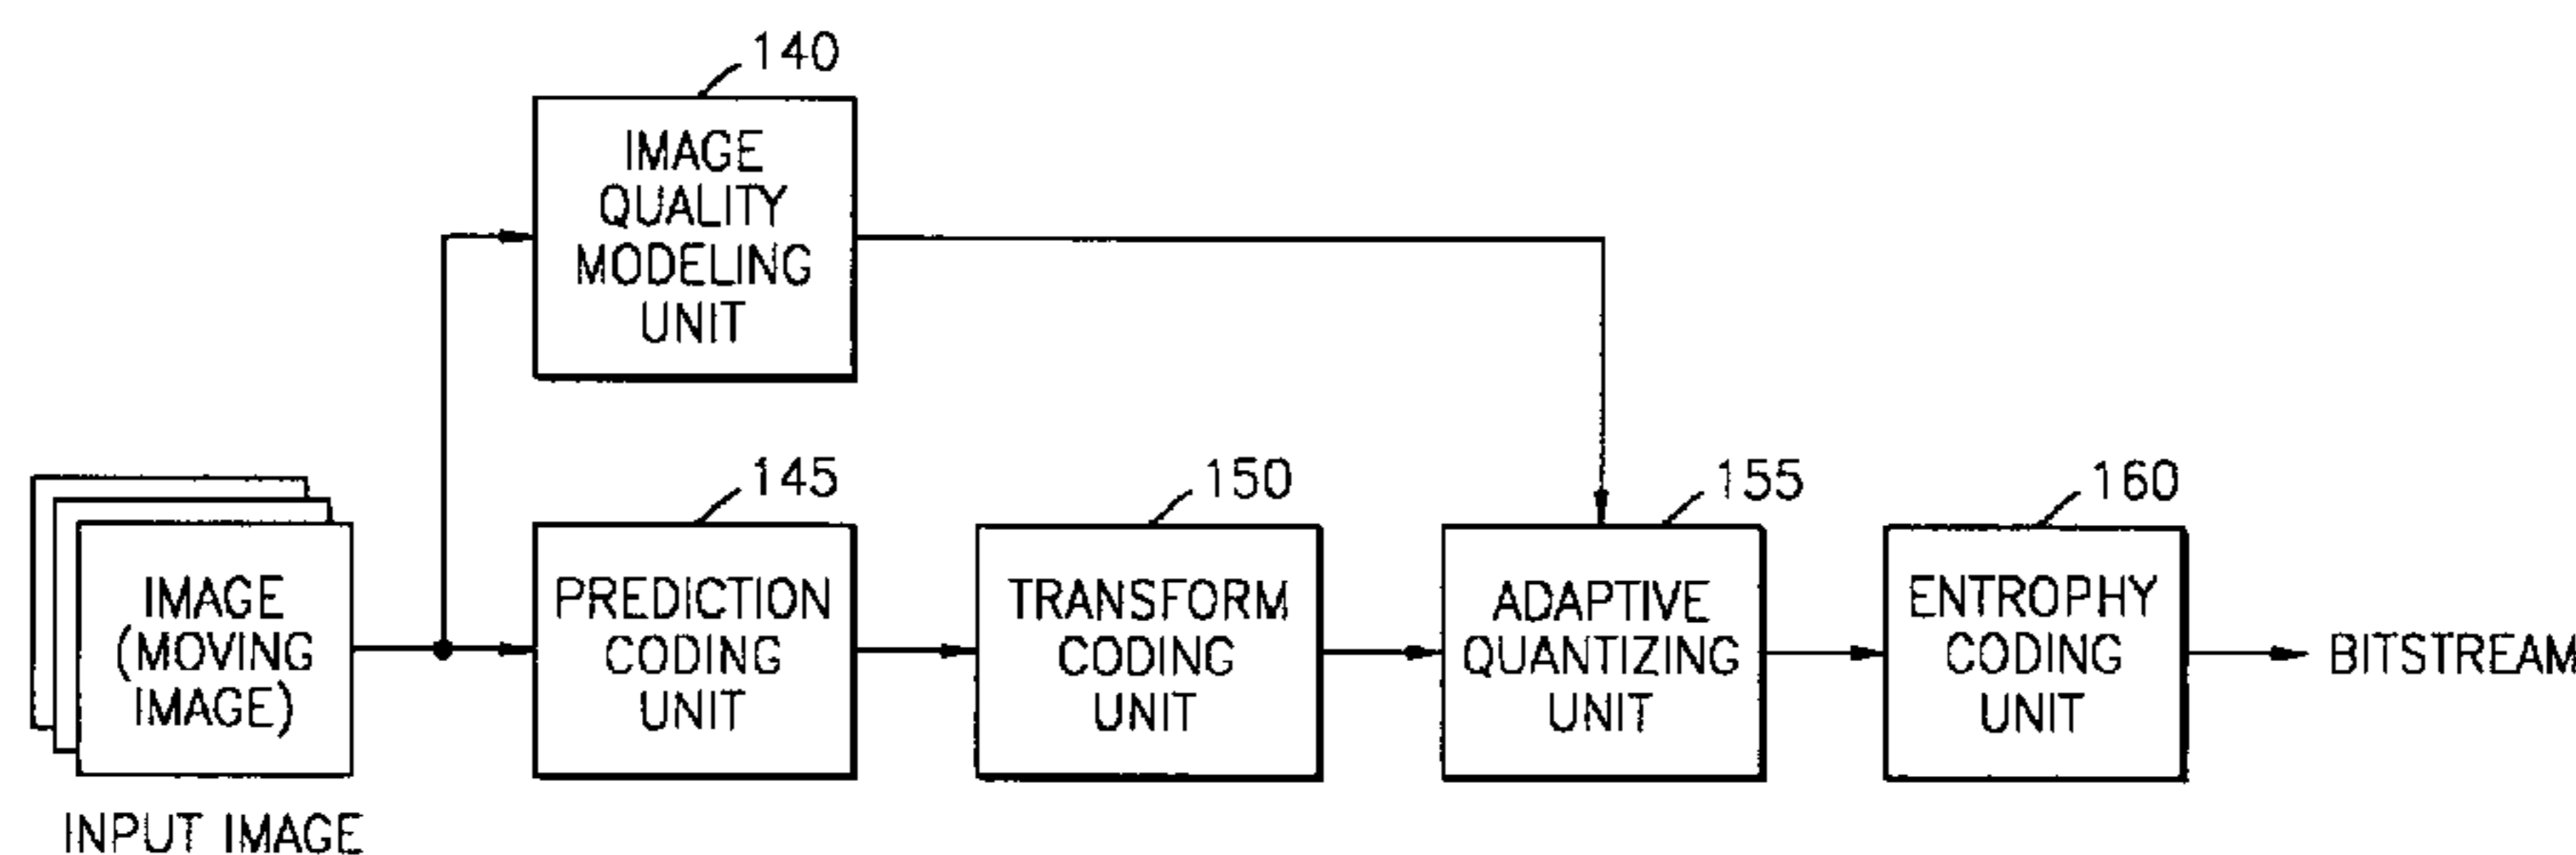 140
IMAGE
QUALITY
MODELING
UNIT
145
150
155
160
IMAGE
(MOVING
IMAGE)
PREDICTION
CODING
UNIT
TRANSFORM
CODING
UNIT
ADAPTIVE
QUANTIZING
UNIT
ENTROPHY
CODING
UNIT
BITSTREAM
INPUT IMAGE